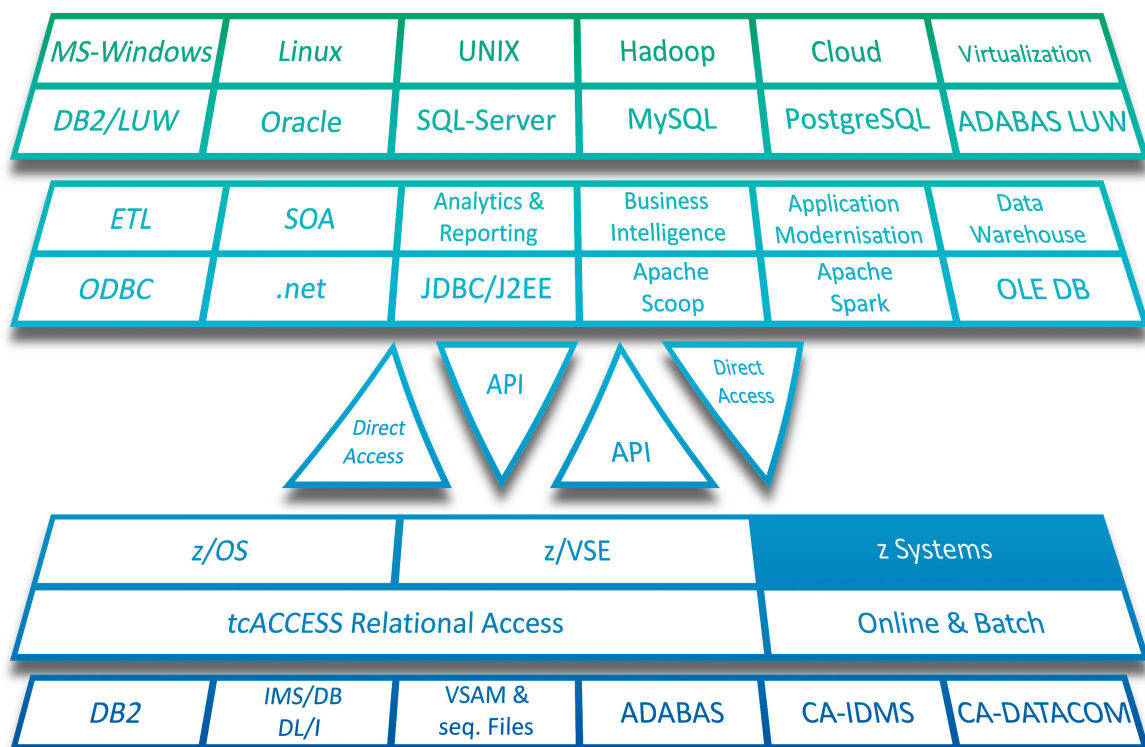 MS-Windows Linux UNIX Hadoop Cloud Virtualization
DB2/LUW Oracle SQL-Server MySQL PostgreSQL ADABAS LUW
ETL SOA Analytics & Reporting Business Intelligence Application Modernisation Data Warehouse
ODBC .net JDBC/J2EE Apache Scoop Apache Spark OLE DB
Direct Access
API
API
Direct Access
z/OS z/VSE z Systems
tcACCESS Relational Access Online & Batch
DB2 IMS/DB DL/I VSAM & seq. Files ADABAS CA-IDMS CA-DATACOM